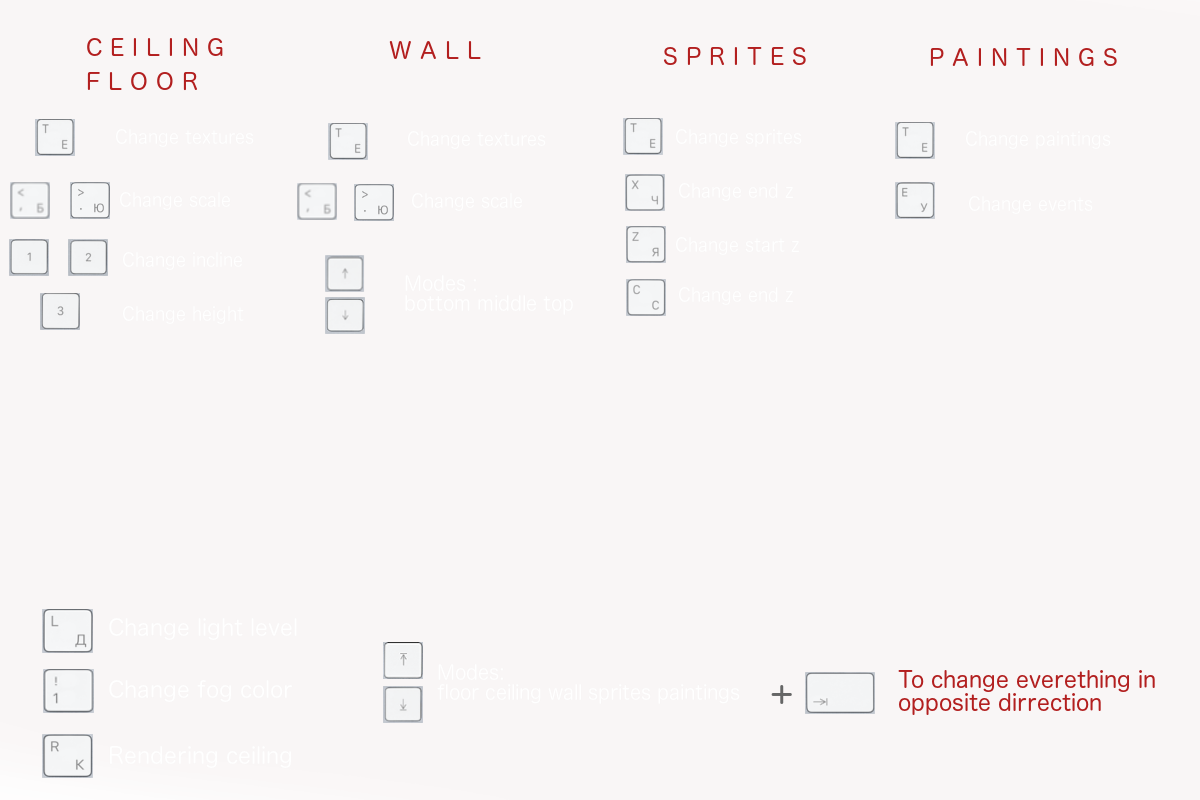 CEILING
FLOOR
T
E
Change textures
<
,
Б
>
.
Ю
Change scale
1
2
Change incline
3
Change height
WALL
T
E
Change textures
<
,
Б
>
.
Ю
Change scale
↑
↓
Modes :
bottom middle top
SPRITES
T
E
Change sprites
X
Ч
Change end z
Z
Я
Change start z
C
С
Change end z
PAINTINGS
T
E
Change paintings
E
У
Change events
L
Д
Change light level
!
1
Change fog color
R
К
Rendering ceiling
Modes:
floor ceiling wall sprites paintings
+
To change everething in
opposite dirrection